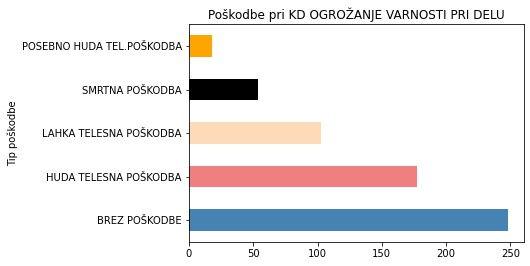 Poškodbe pri KD OGROŽANJE VARNOSTI PRI DELU
Tip poškodbe
POSEBNO HUDA TEL.POŠKODBA
SMRTNA POŠKODBA
LAHKA TELESNA POŠKODBA
HUDA TELESNA POŠKODBA
BREZ POŠKODBE
0 50 100 150 200 250